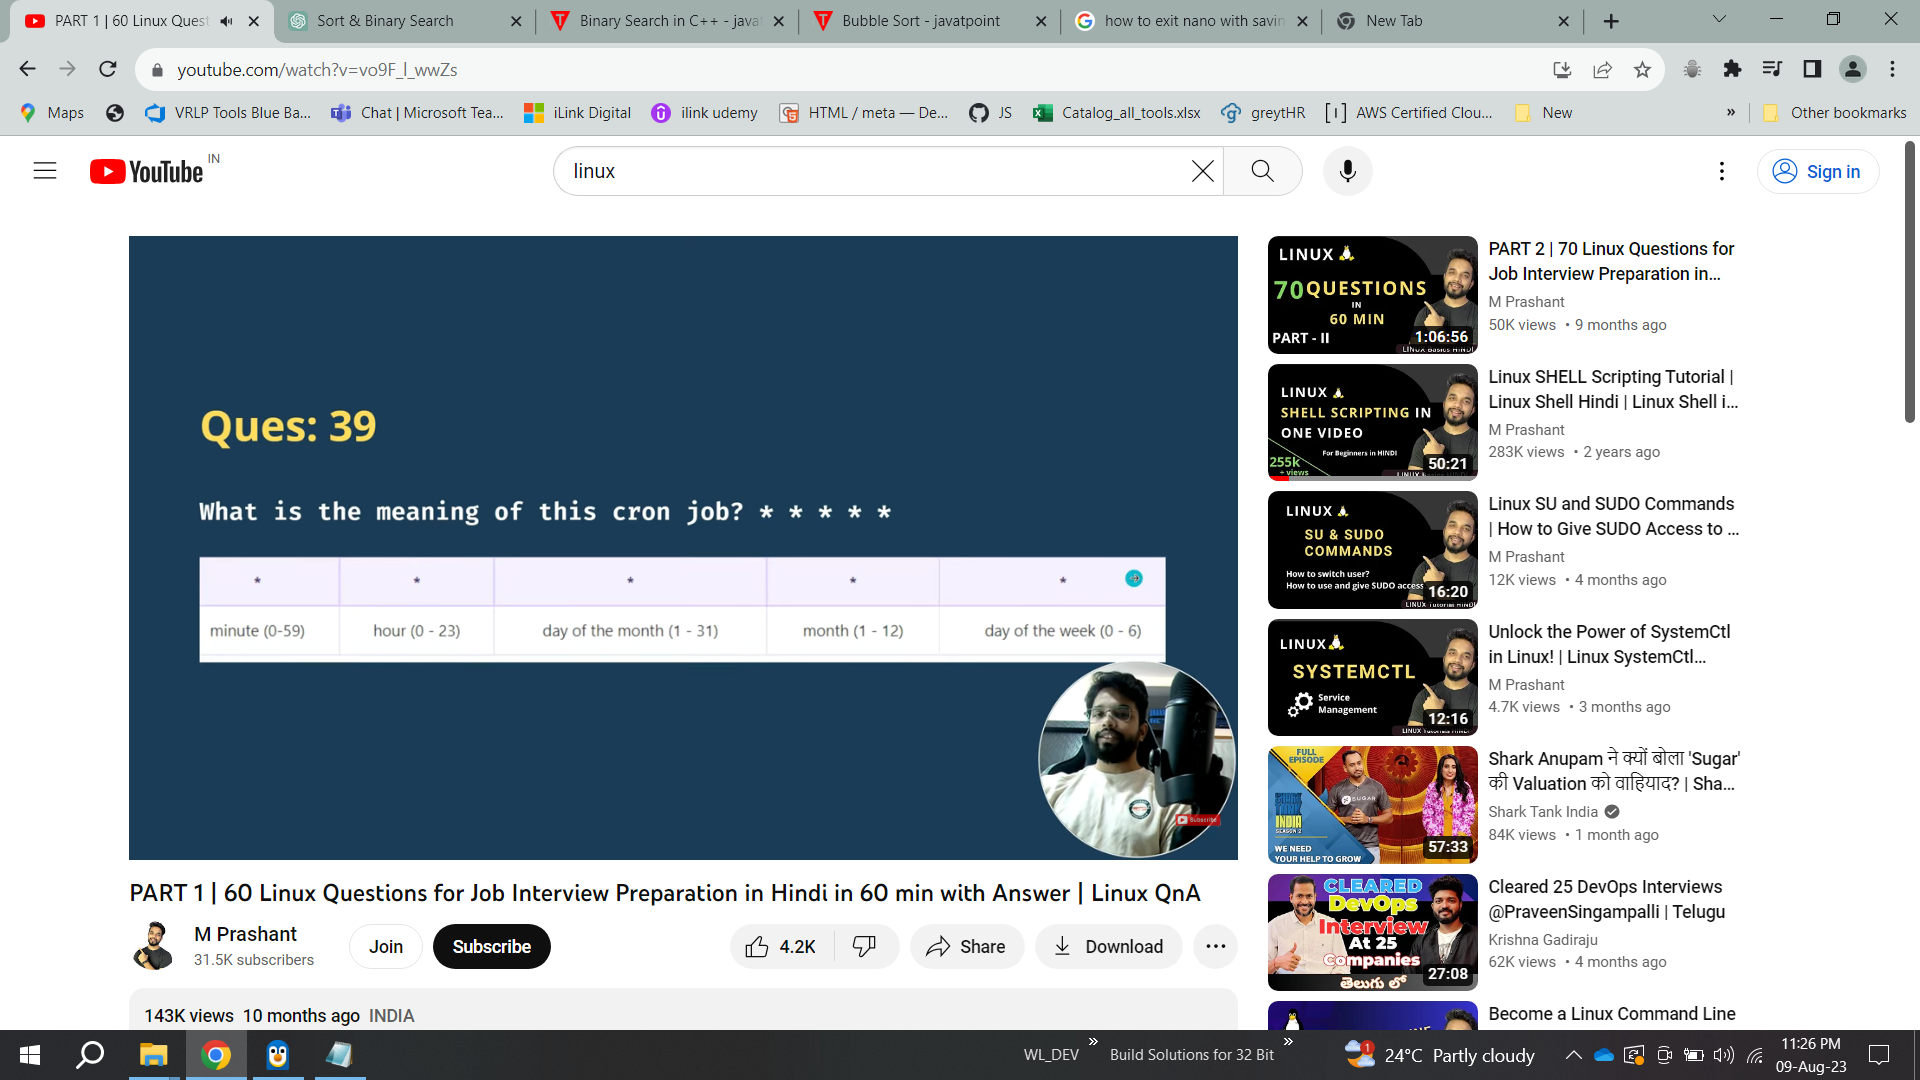 PART 1 | 60 Linux Quest
Sort & Binary Search
Binary Search in C++ - java
Bubble Sort - javatpoint
how to exit nano with savin
New Tab
youtube.com/watch?v=vo9F_l_wwZs
Maps
VRLP Tools Blue Ba...
Chat | Microsoft Tea...
iLink Digital
ilink udemy
HTML / meta — De...
JS
Catalog_all_tools.xlsx
greytHR
AWS Certified Clou...
New
»
Other bookmarks
YouTube IN
linux
Sign in
Ques: 39
What is the meaning of this cron job? * * * * *
* * * * *
minute (0-59) hour (0 - 23) day of the month (1 - 31) month (1 - 12) day of the week (0 - 6)
Subscribe
PART 1 | 60 Linux Questions for Job Interview Preparation in Hindi in 60 min with Answer | Linux QnA
M Prashant
31.5K subscribers
Join
Subscribe
4.2K
Share
Download
143K views 10 months ago INDIA
LINUX
70 QUESTIONS
IN
60 MIN
PART - II
1:06:56
LINUX Basics HINDI
PART 2 | 70 Linux Questions for
Job Interview Preparation in...
M Prashant
50K views • 9 months ago
LINUX
SHELL SCRIPTING IN
ONE VIDEO
For Beginners in HINDI
255k
+ views
50:21
Linux SHELL Scripting Tutorial |
Linux Shell Hindi | Linux Shell i...
M Prashant
283K views • 2 years ago
LINUX
SU & SUDO
COMMANDS
How to switch user?
How to use and give SUDO access
16:20
LINUX Tutorial HINDI
Linux SU and SUDO Commands
| How to Give SUDO Access to ...
M Prashant
12K views • 4 months ago
LINUX
SYSTEMCTL
Service
Management
12:16
LINUX Tutorials HINDI
Unlock the Power of SystemCtl
in Linux! | Linux SystemCtl...
M Prashant
4.7K views • 3 months ago
FULL
EPISODE
SUGAR
SHARK TANK
INDIA
SEASON 2
WE NEED
YOUR HELP TO GROW
57:33
Shark Anupam ने क्यों बोला 'Sugar'
की Valuation को वाहियाद? | Sha...
Shark Tank India
84K views • 1 month ago
CLEARED
DevOps
Interview
At 25
Companies
తెలుగు లో
27:08
Cleared 25 DevOps Interviews
@PraveenSingampalli | Telugu
Krishna Gadiraju
62K views • 4 months ago
Become a Linux Command Line
WL_DEV
»
Build Solutions for 32 Bit
»
1
24°C Partly cloudy
11:26 PM
09-Aug-23